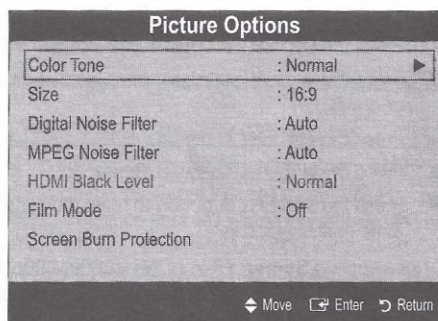 Picture Options
Color Tone : Normal ▶
Size : 16:9
Digital Noise Filter : Auto
MPEG Noise Filter : Auto
HDMI Black Level : Normal
Film Mode : Off
Screen Burn Protection
Move Enter Return